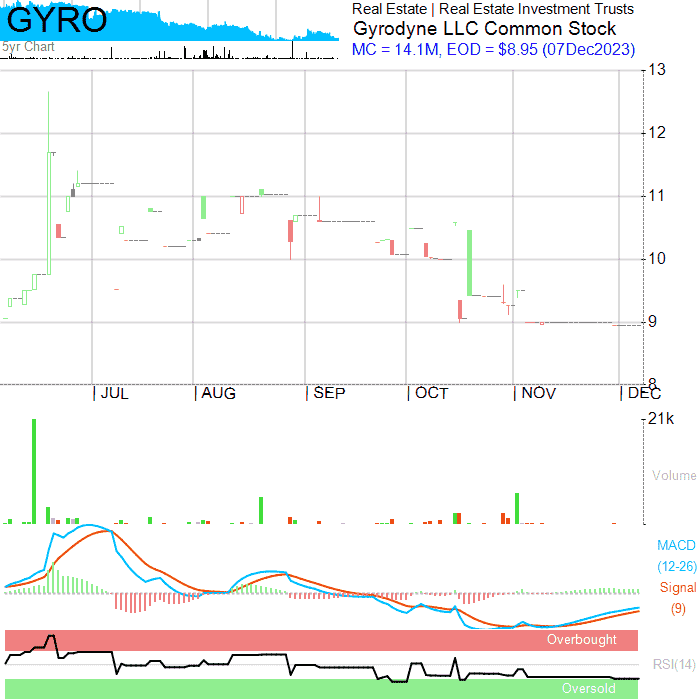 GYRO
5yr Chart
Real Estate | Real Estate Investment Trusts
Gyrodyne LLC Common Stock
MC = 14.1M, EOD = $8.95 (07Dec2023)
13
12
11
10
9
8
JUL AUG SEP OCT NOV DEC
21k
Volume
MACD
(12-26)
Signal
(9)
Overbought
RSI(14)
Oversold